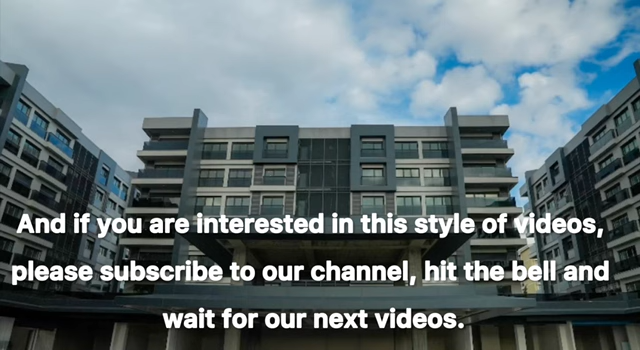 And if you are interested in this style of videos,
please subscribe to our channel, hit the bell and
wait for our next videos.